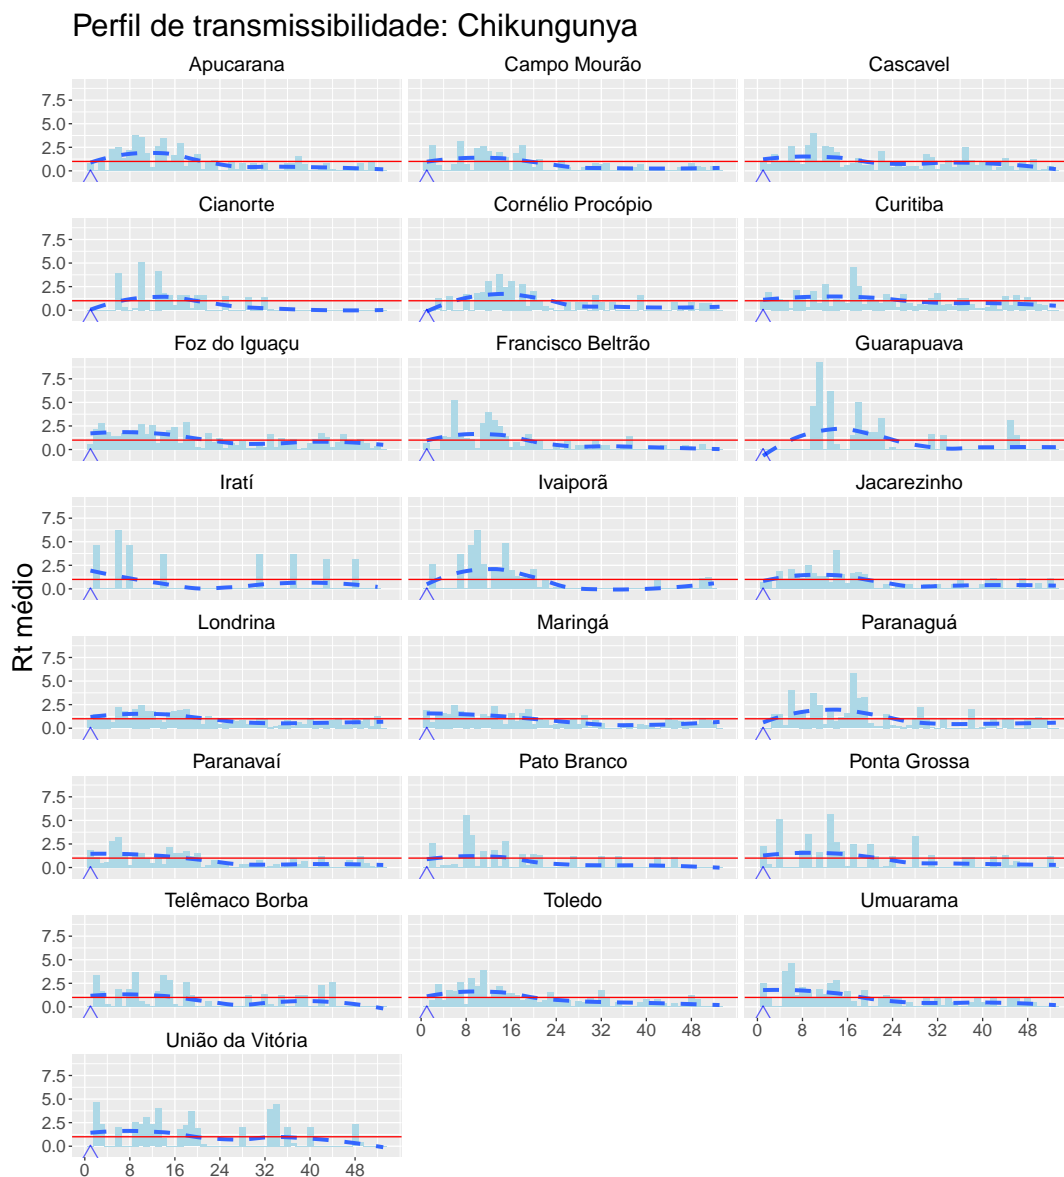 Perfil de transmissibilidade: Chikungunya
Apucarana
Campo Mourão
Cascavel
7.5
5.0
2.5
0.0
Cianorte
Cornélio Procópio
Curitiba
7.5
5.0
2.5
0.0
Foz do Iguaçu
Francisco Beltrão
Guarapuava
7.5
5.0
2.5
0.0
Iratí
Ivaiporã
Jacarezinho
7.5
5.0
2.5
0.0
Rt médio
Londrina
Maringá
Paranaguá
7.5
5.0
2.5
0.0
Paranavaí
Pato Branco
Ponta Grossa
7.5
5.0
2.5
0.0
Telêmaco Borba
Toledo
Umuarama
7.5
5.0
2.5
0.0
0 8 16 24 32 40 48
0 8 16 24 32 40 48
União da Vitória
7.5
5.0
2.5
0.0
0 8 16 24 32 40 48